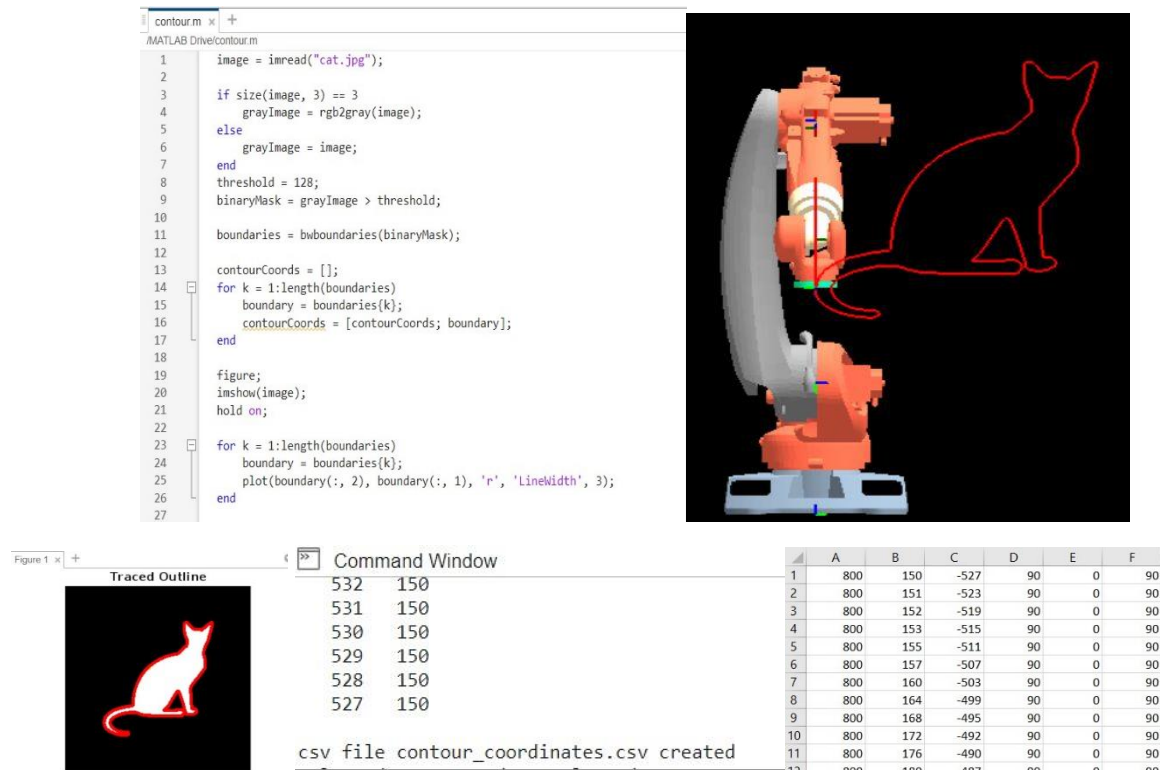 contour.m × +
/MATLAB Drive/contour.m
1 image = imread("cat.jpg");
2
3 if size(image, 3) == 3
4 grayImage = rgb2gray(image);
5 else
6 grayImage = image;
7 end
8 threshold = 128;
9 binaryMask = grayImage > threshold;
10
11 boundaries = bwboundaries(binaryMask);
12
13 contourCoords = [];
14 for k = 1:length(boundaries)
15 boundary = boundaries{k};
16 contourCoords = [contourCoords; boundary];
17 end
18
19 figure;
20 imshow(image);
21 hold on;
22
23 for k = 1:length(boundaries)
24 boundary = boundaries{k};
25 plot(boundary(:, 2), boundary(:, 1), 'r', 'LineWidth', 3);
26 end
27
Figure 1 × +
Traced Outline
Command Window
532 150
531 150
530 150
529 150
528 150
527 150
csv file contour_coordinates.csv created
A B C D E F
1 800 150 -527 90 0 90
2 800 151 -523 90 0 90
3 800 152 -519 90 0 90
4 800 153 -515 90 0 90
5 800 155 -511 90 0 90
6 800 157 -507 90 0 90
7 800 160 -503 90 0 90
8 800 164 -499 90 0 90
9 800 168 -495 90 0 90
10 800 172 -492 90 0 90
11 800 176 -490 90 0 90